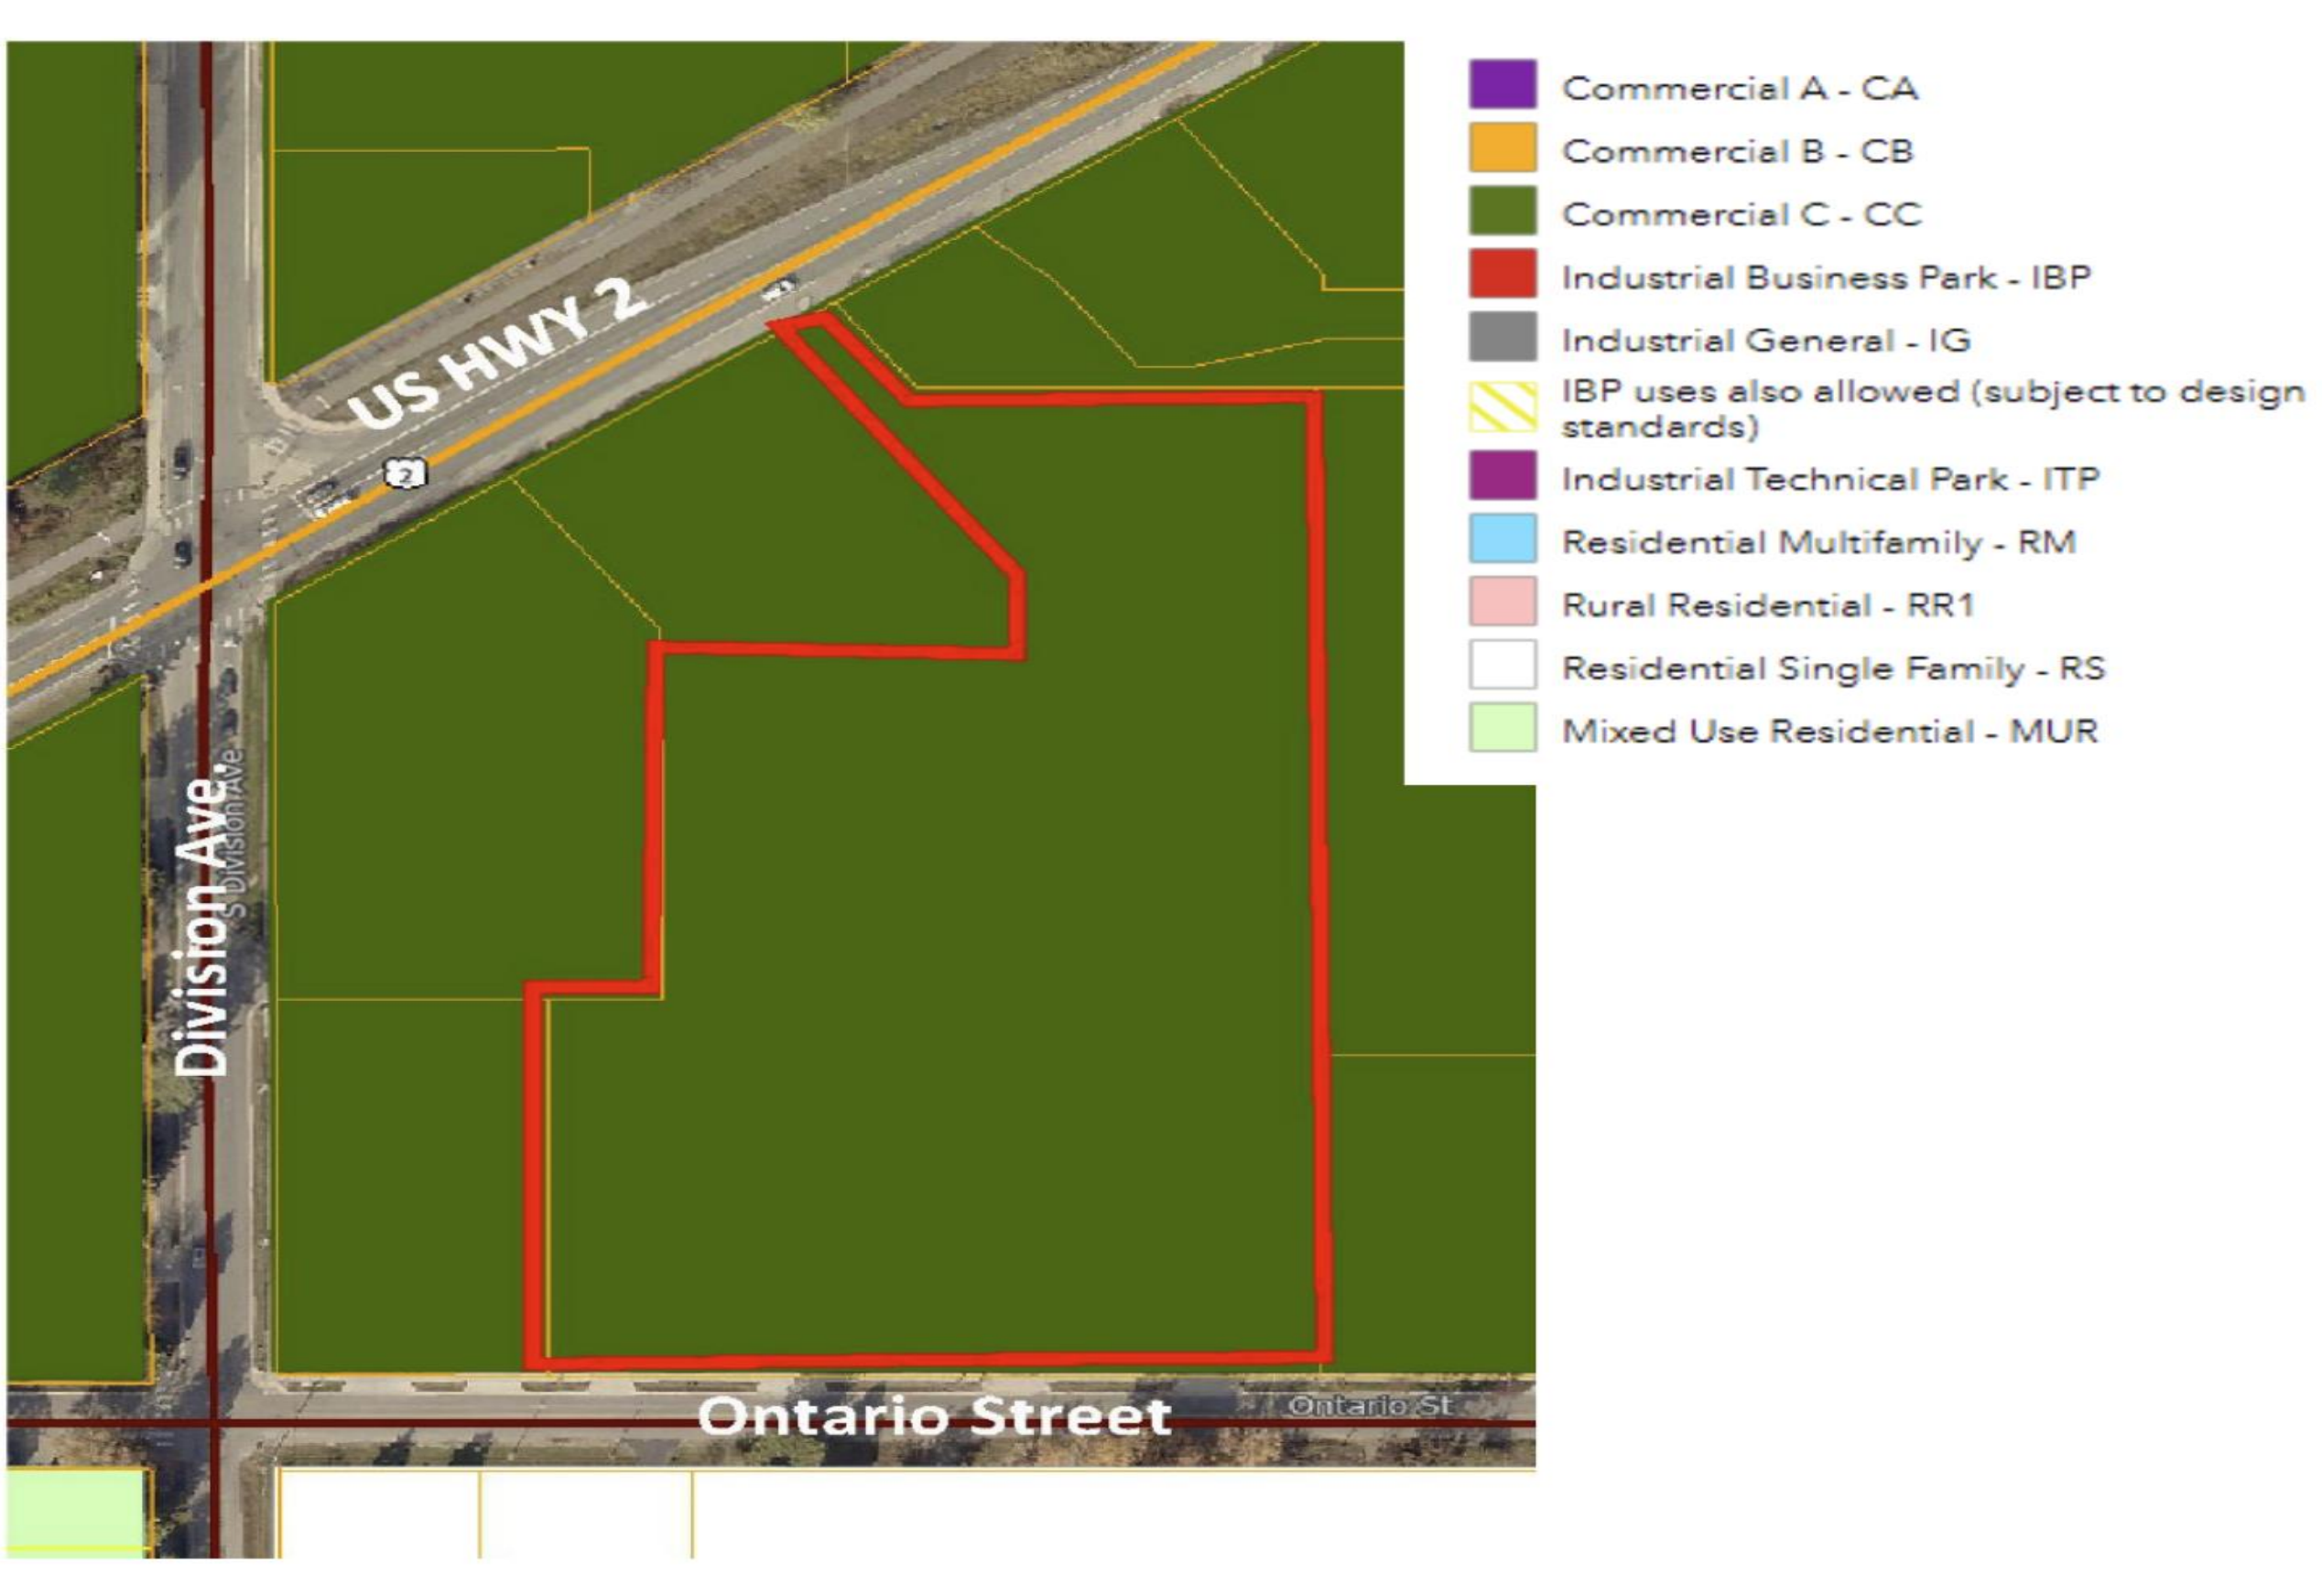 US HWY 2
2
Division Ave.
S Division Ave
Ontario Street
Ontario St
Commercial A - CA
Commercial B - CB
Commercial C - CC
Industrial Business Park - IBP
Industrial General - IG
IBP uses also allowed (subject to design
standards)
Industrial Technical Park - ITP
Residential Multifamily - RM
Rural Residential - RR1
Residential Single Family - RS
Mixed Use Residential - MUR